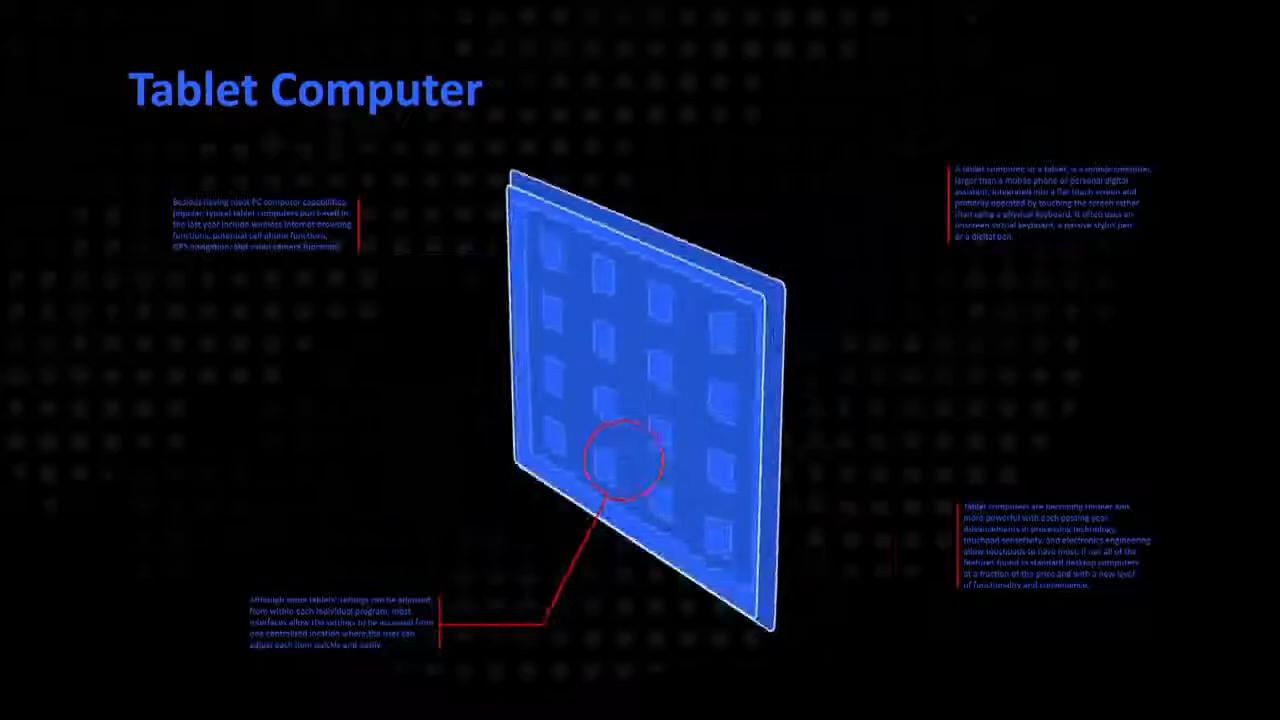 Tablet Computer
Besides having most PC computer capabilities,
popular, typical tablet computers purchased in
the last year include wireless Internet browsing
functions, potential cell phone functions,
GPS navigation, and video camera functions.
A tablet computer, or a tablet, is a mobile computer,
larger than a mobile phone or personal digital
assistant, integrated into a flat touch screen and
primarily operated by touching the screen rather
than using a physical keyboard. It often uses an
onscreen virtual keyboard, a passive stylus pen
or a digital pen.
Tablet computers are becoming thinner and
more powerful with each passing year.
Advancements in processing technology,
touchpad sensitivity, and electronics engineering
allow touchpads to have most, if not all of the
features found in standard desktop computers
at a fraction of the price and with a new level
of functionality and convenience.
Although some tablets' settings can be adjusted
from within each individual program, most
interfaces allow the settings to be accessed from
one centralized location where the user can
adjust each item quickly and easily.